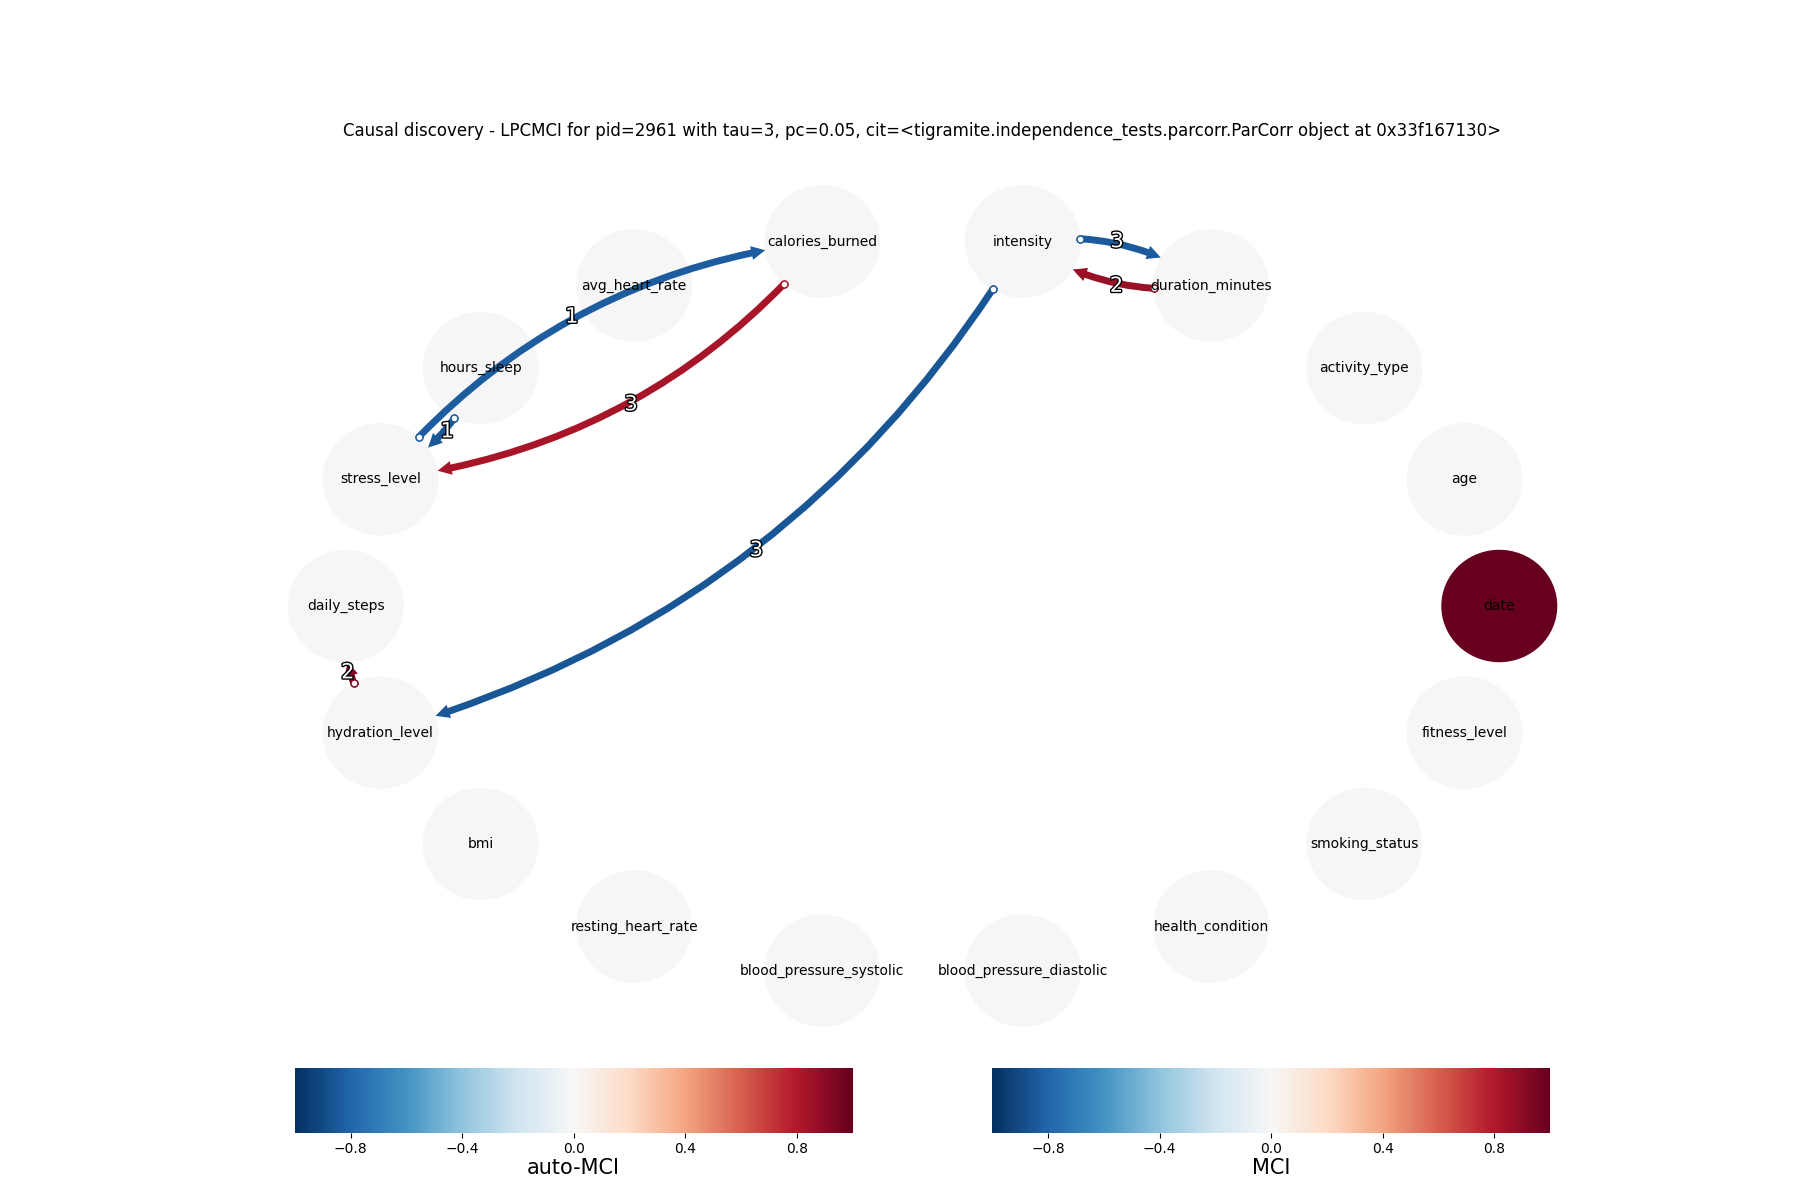 Causal discovery - LPCMCI for pid=2961 with tau=3, pc=0.05, cit=<tigramite.independence_tests.parcorr.ParCorr object at 0x33f167130>
calories_burned
intensity
3
avg_heart_rate
2
duration_minutes
1
hours_sleep
activity_type
3
1
stress_level
age
3
daily_steps
date
2
hydration_level
fitness_level
bmi
smoking_status
resting_heart_rate
health_condition
blood_pressure_systolic
blood_pressure_diastolic
−0.8 −0.4 0.0 0.4 0.8
auto-MCI
−0.8 −0.4 0.0 0.4 0.8
MCI